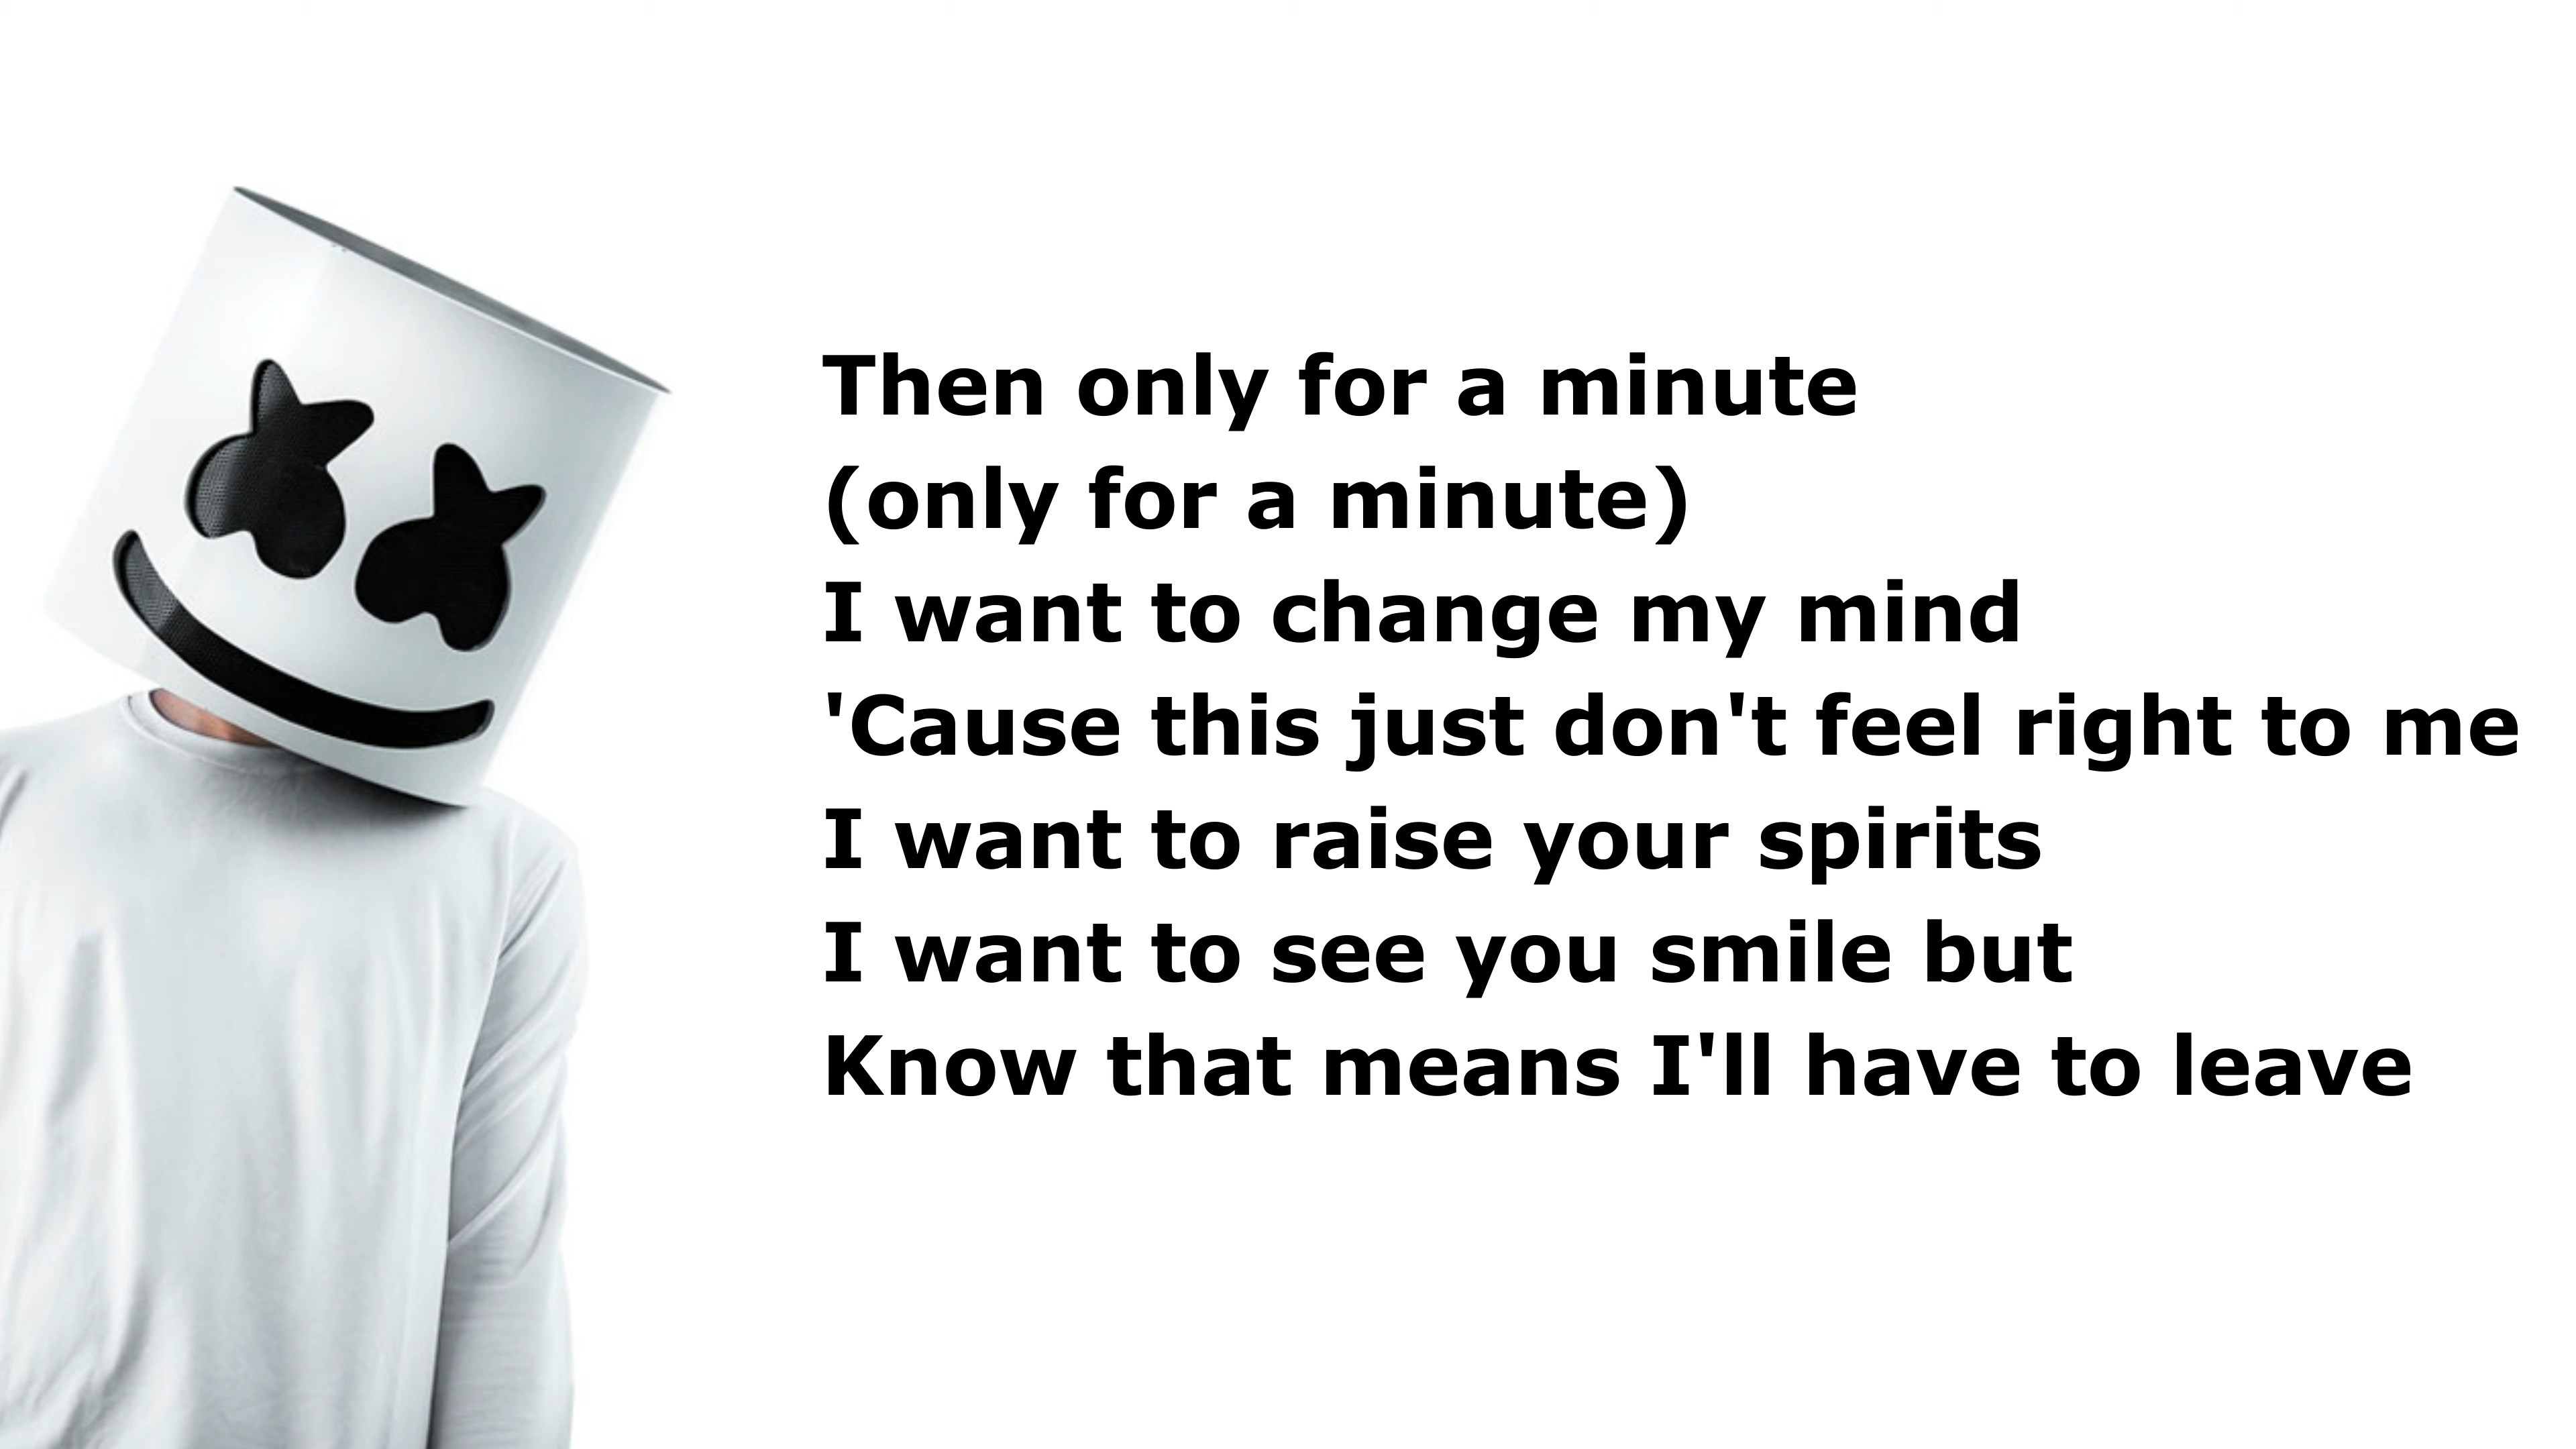 Then only for a minute
(only for a minute)
I want to change my mind
'Cause this just don't feel right to me
I want to raise your spirits
I want to see you smile but
Know that means I'll have to leave